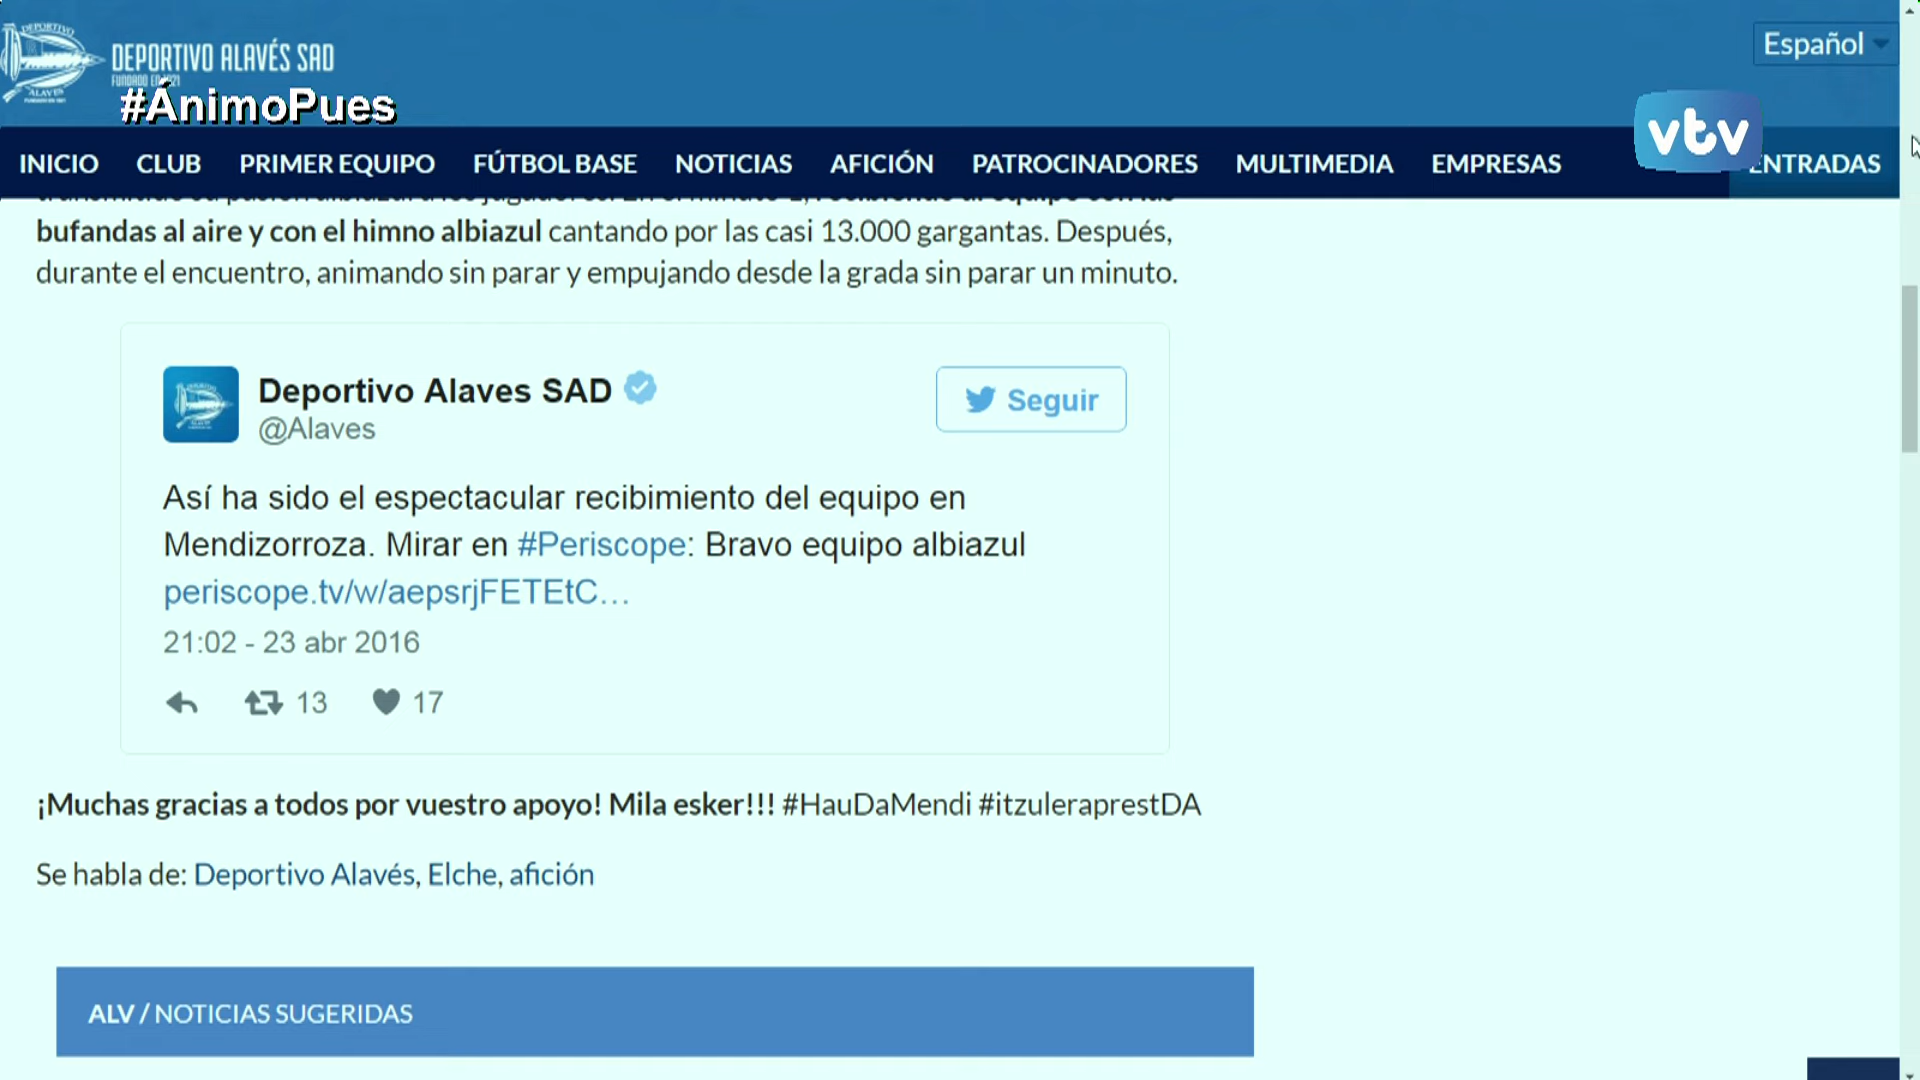 DEPORTIVO ALAVÉS SAD
FUNDADO EN 1921
#ÁnimoPues
Español
vtv
INICIO CLUB PRIMER EQUIPO FÚTBOL BASE NOTICIAS AFICIÓN PATROCINADORES MULTIMEDIA EMPRESAS ENTRADAS
bufandas al aire y con el himno albiazul cantando por las casi 13.000 gargantas. Después,
durante el encuentro, animando sin parar y empujando desde la grada sin parar un minuto.
Deportivo Alaves SAD
@Alaves
Seguir
Así ha sido el espectacular recibimiento del equipo en
Mendizorroza. Mirar en #Periscope: Bravo equipo albiazul
periscope.tv/w/aepsrjFETEtC…
21:02 - 23 abr 2016
13 17
¡Muchas gracias a todos por vuestro apoyo! Mila esker!!! #HauDaMendi #itzuleraprestDA
Se habla de: Deportivo Alavés, Elche, afición
ALV / NOTICIAS SUGERIDAS